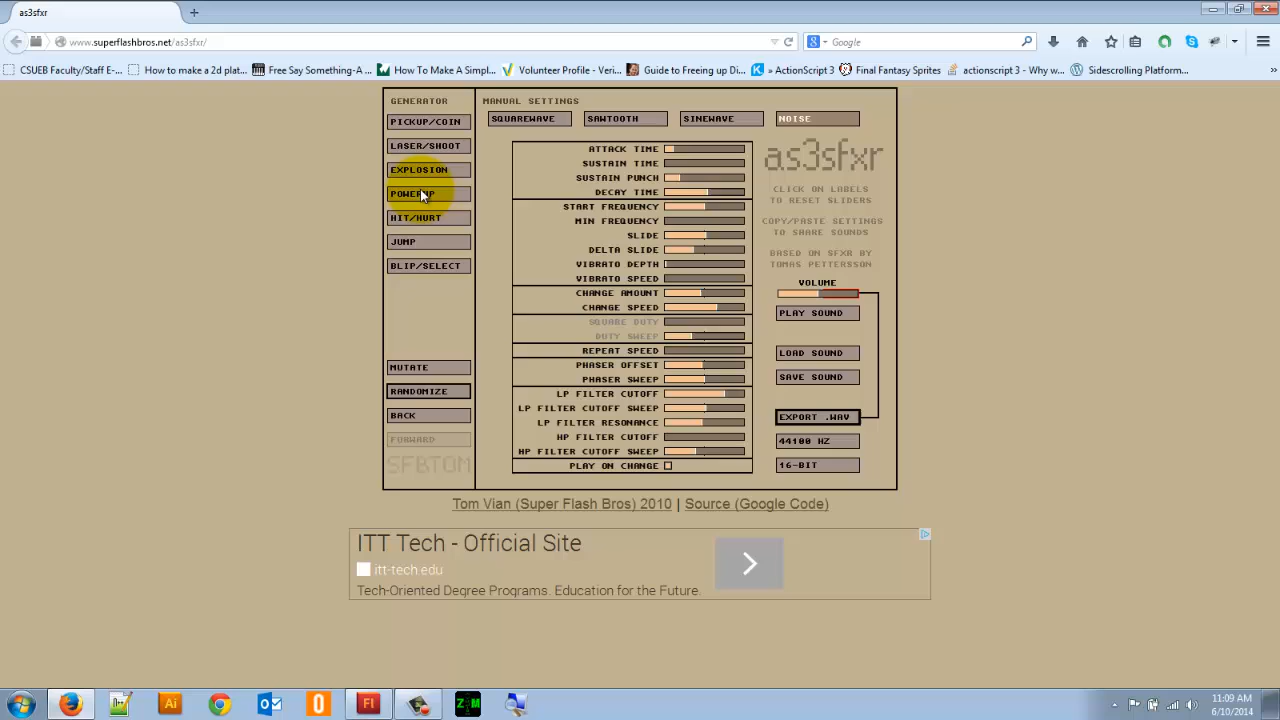 as3sfxr
www.superflashbros.net/as3sfxr/
Google
CSUEB Faculty/Staff E-...
How to make a 2d plat...
Free Say Something-A ...
How To Make A Simpl...
Volunteer Profile - Veri...
Guide to Freeing up Di...
» ActionScript 3
Final Fantasy Sprites
actionscript 3 - Why w...
Sidescrolling Platform...
»
GENERATOR
PICKUP/COIN
LASER/SHOOT
EXPLOSION
POWERUP
HIT/HURT
JUMP
BLIP/SELECT
MUTATE
RANDOMIZE
BACK
FORWARD
SFBTOM
MANUAL SETTINGS
SQUAREWAVE
SAWTOOTH
SINEWAVE
NOISE
ATTACK TIME
SUSTAIN TIME
SUSTAIN PUNCH
DECAY TIME
START FREQUENCY
MIN FREQUENCY
SLIDE
DELTA SLIDE
VIBRATO DEPTH
VIBRATO SPEED
CHANGE AMOUNT
CHANGE SPEED
SQUARE DUTY
DUTY SWEEP
REPEAT SPEED
PHASER OFFSET
PHASER SWEEP
LP FILTER CUTOFF
LP FILTER CUTOFF SWEEP
LP FILTER RESONANCE
HP FILTER CUTOFF
HP FILTER CUTOFF SWEEP
PLAY ON CHANGE
as3sfxr
CLICK ON LABELS
TO RESET SLIDERS
COPY/PASTE SETTINGS
TO SHARE SOUNDS
BASED ON SFXR BY
TOMAS PETTERSSON
VOLUME
PLAY SOUND
LOAD SOUND
SAVE SOUND
EXPORT .WAV
44100 HZ
16-BIT
Tom Vian (Super Flash Bros) 2010 | Source (Google Code)
ITT Tech - Official Site
itt-tech.edu
Tech-Oriented Degree Programs. Education for the Future.
11:09 AM
6/10/2014